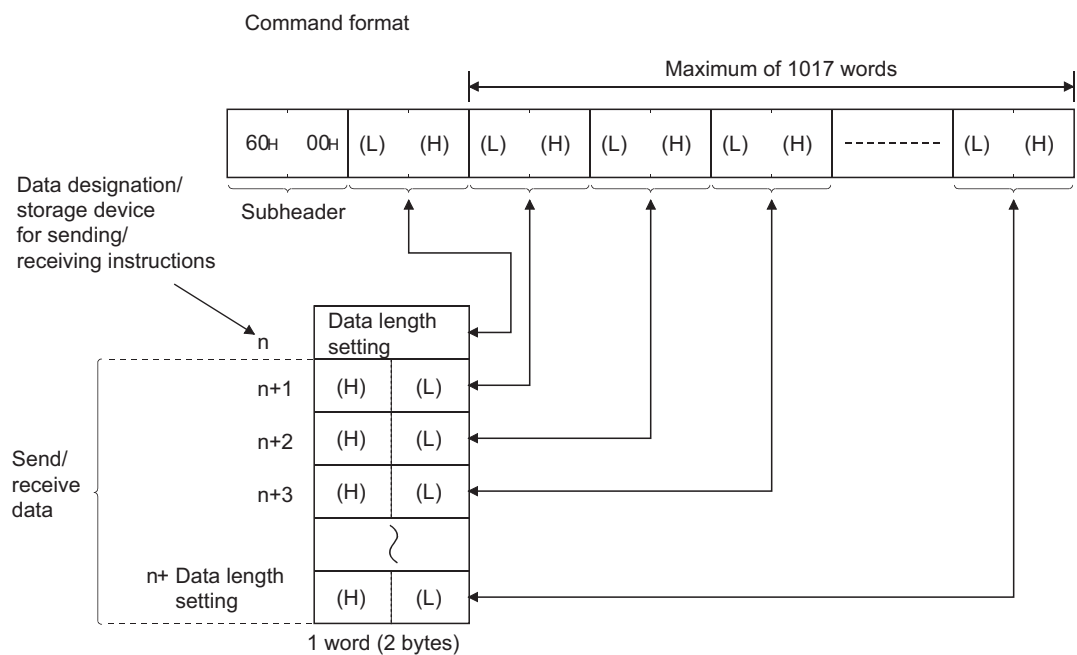 Command format
Maximum of 1017 words
60H 00H (L) (H) (L) (H) (L) (H) (L) (H) (L) (H)
Subheader
Data designation/
storage device
for sending/
receiving instructions
Data length
setting
n
n+1 (H) (L)
n+2 (H) (L)
n+3 (H) (L)
Send/
receive
data
n+ Data length
setting
(H) (L)
1 word (2 bytes)